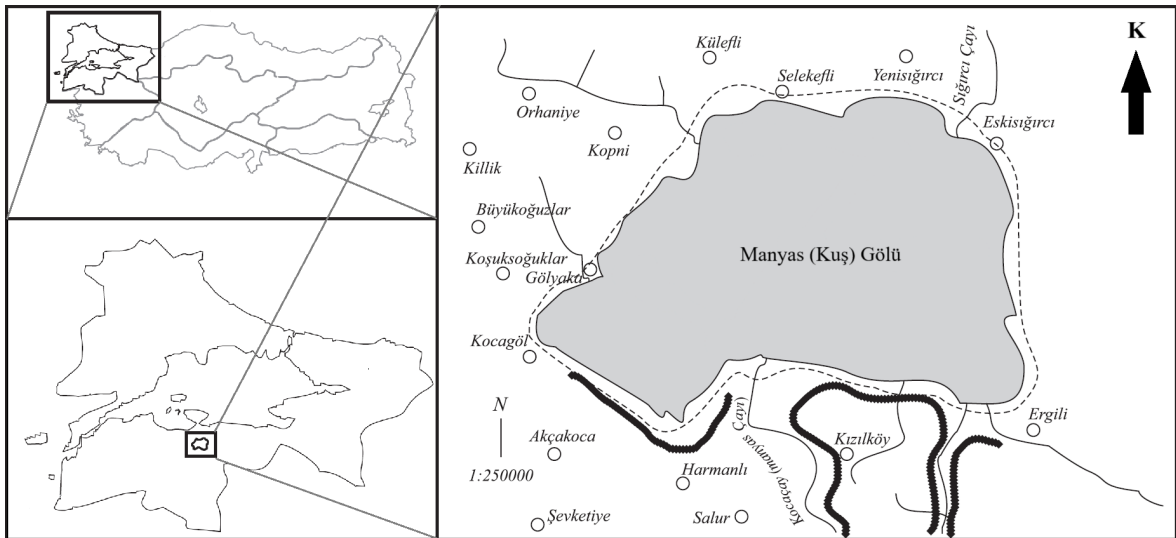 K
Külefli
Selekefli
Yenisığırcı
Sığırcı Çayı
Orhaniye
Eskisığırcı
Kopni
Killik
Büyükoğuzlar
Koşuksoğuklar
Gölyaka
Manyas (Kuş) Gölü
Kocagöl
N
1:250000
Akçakoca
Ergili
Kızılköy
Kocaçay (manyas Çayı)
Harmanlı
Şevketiye
Salur